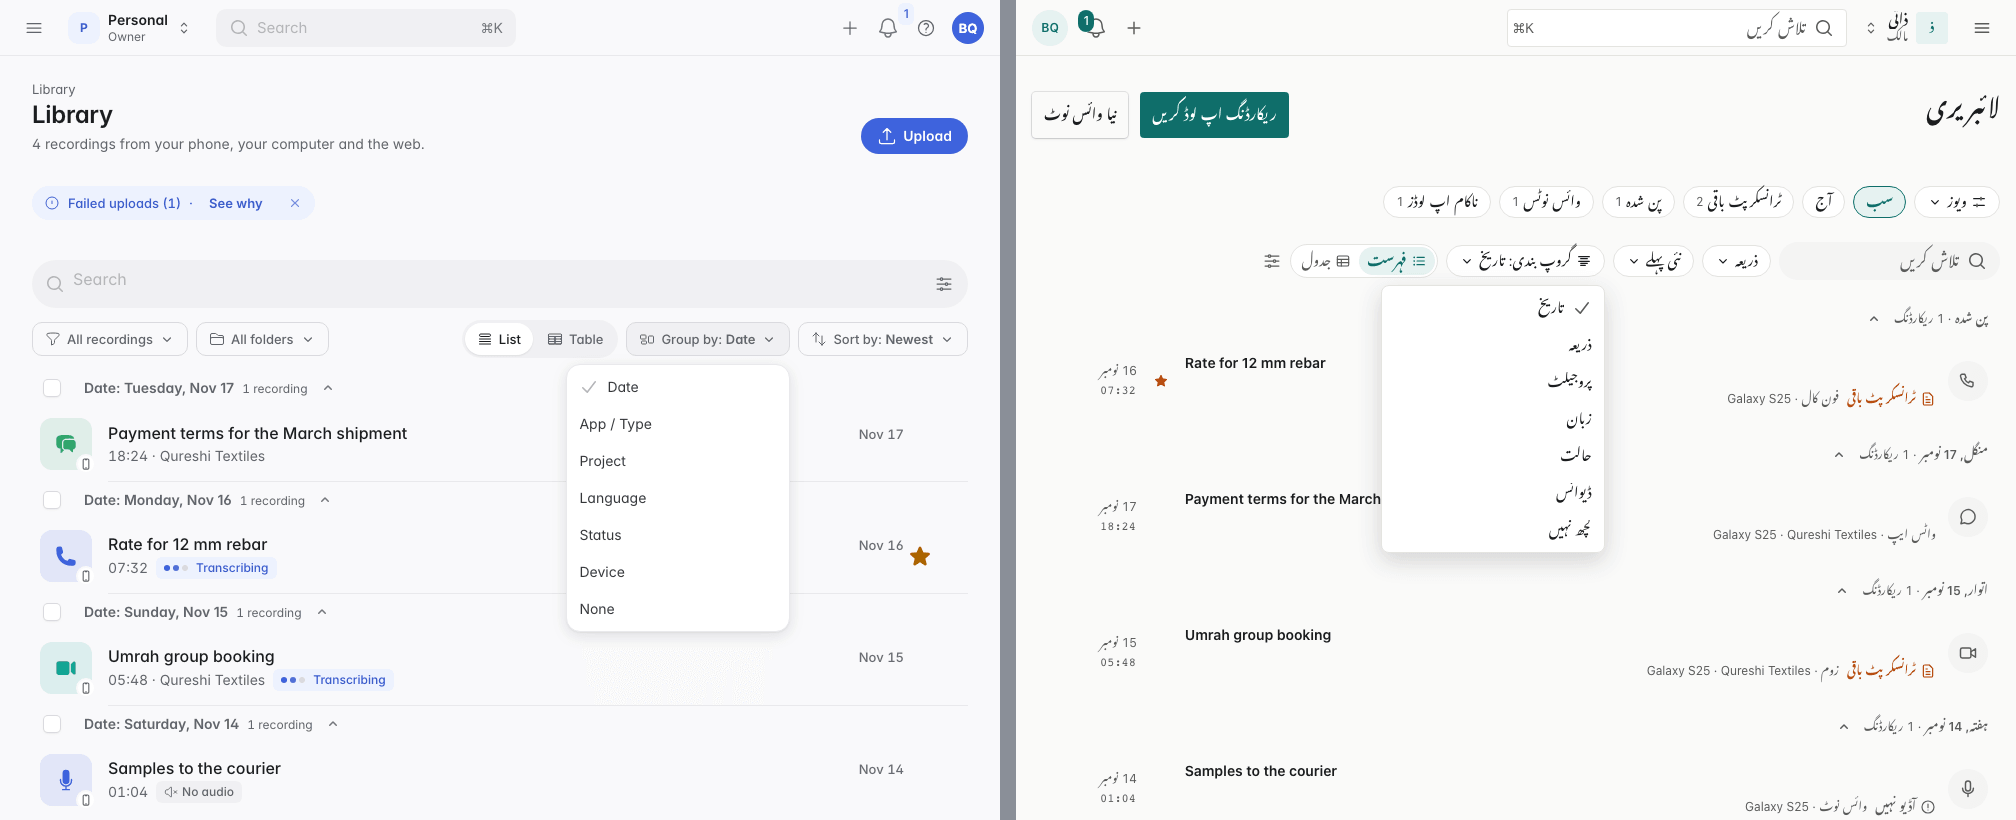 P Personal
Owner
Search ⌘K
1
BQ
Library
Library
4 recordings from your phone, your computer and the web.
Upload
Failed uploads (1) · See why
Search
All recordings
All folders
List
Table
Group by: Date
Sort by: Newest
Date
App / Type
Project
Language
Status
Device
None
Date: Tuesday, Nov 17 1 recording
Payment terms for the March shipment
18:24 · Qureshi Textiles
Nov 17
Date: Monday, Nov 16 1 recording
Rate for 12 mm rebar
07:32 Transcribing
Nov 16
Date: Sunday, Nov 15 1 recording
Umrah group booking
05:48 · Qureshi Textiles Transcribing
Nov 15
Date: Saturday, Nov 14 1 recording
Samples to the courier
01:04 No audio
Nov 14
ذ ذاتی
مالک
تلاش کریں ⌘K
1
BQ
لائبریری
ریکارڈنگ اپ لوڈ کریں
نیا وائس نوٹ
ویوز
سب
آج
ٹرانسکرپٹ باقی 2
پن شدہ 1
وائس نوٹس 1
ناکام اپ لوڈز 1
تلاش کریں
ذریعہ
نئی پہلے
گروپ بندی: تاریخ
فہرست
جدول
تاریخ
ذریعہ
پروجیکٹ
زبان
حالت
ڈیوائس
کچھ نہیں
پن شدہ · 1 ریکارڈنگ
Rate for 12 mm rebar
ٹرانسکرپٹ باقی فون کال · Galaxy S25
16 نومبر
07:32
منگل, 17 نومبر · 1 ریکارڈنگ
Payment terms for the March
واٹس ایپ · Galaxy S25 · Qureshi Textiles
17 نومبر
18:24
اتوار, 15 نومبر · 1 ریکارڈنگ
Umrah group booking
ٹرانسکرپٹ باقی زوم · Galaxy S25 · Qureshi Textiles
15 نومبر
05:48
ہفتہ, 14 نومبر · 1 ریکارڈنگ
Samples to the courier
آڈیو نہیں وائس نوٹ · Galaxy S25
14 نومبر
01:04